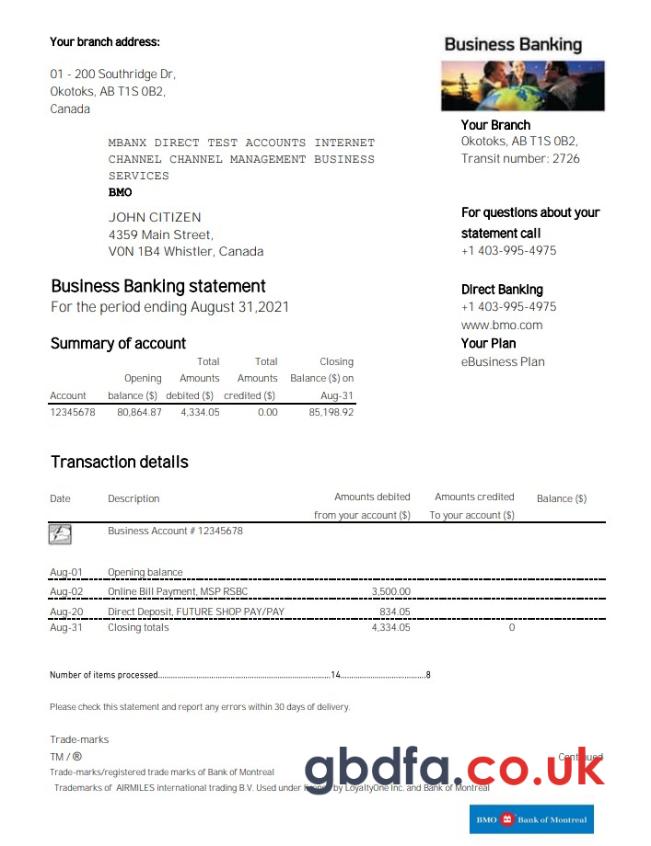 Your branch address:
Business Banking
01 - 200 Southridge Dr,
Okotoks, AB T1S 0B2,
Canada
Your Branch
Okotoks, AB T1S 0B2,
Transit number: 2726
MBANX DIRECT TEST ACCOUNTS INTERNET
CHANNEL CHANNEL MANAGEMENT BUSINESS
SERVICES
BMO
JOHN CITIZEN
4359 Main Street,
V0N 1B4 Whistler, Canada
For questions about your
statement call
+1 403-995-4975
Business Banking statement
For the period ending August 31,2021
Direct Banking
+1 403-995-4975
www.bmo.com
Your Plan
eBusiness Plan
Summary of account
Total Total Closing
Opening Amounts Amounts Balance ($) on
Account balance ($) debited ($) credited ($) Aug-31
12345678 80,864.87 4,334.05 0.00 85,198.92
Transaction details
Date Description Amounts debited Amounts credited Balance ($)
from your account ($) To your account ($)
Business Account # 12345678
Aug-01 Opening balance
Aug-02 Online Bill Payment, MSP RSBC 3,500.00
Aug-20 Direct Deposit, FUTURE SHOP PAY/PAY 834.05
Aug-31 Closing totals 4,334.05 0
Number of items processed.....................................................................14....................................8
Please check this statement and report any errors within 30 days of delivery.
Trade-marks
TM / ® Continued
Trade-marks/registered trade marks of Bank of Montreal
Trademarks of AIRMILES international trading B.V. Used under by LoyaltyOne Inc. and Bank of Montreal
gbdfa.co.uk
BMO Bank of Montreal